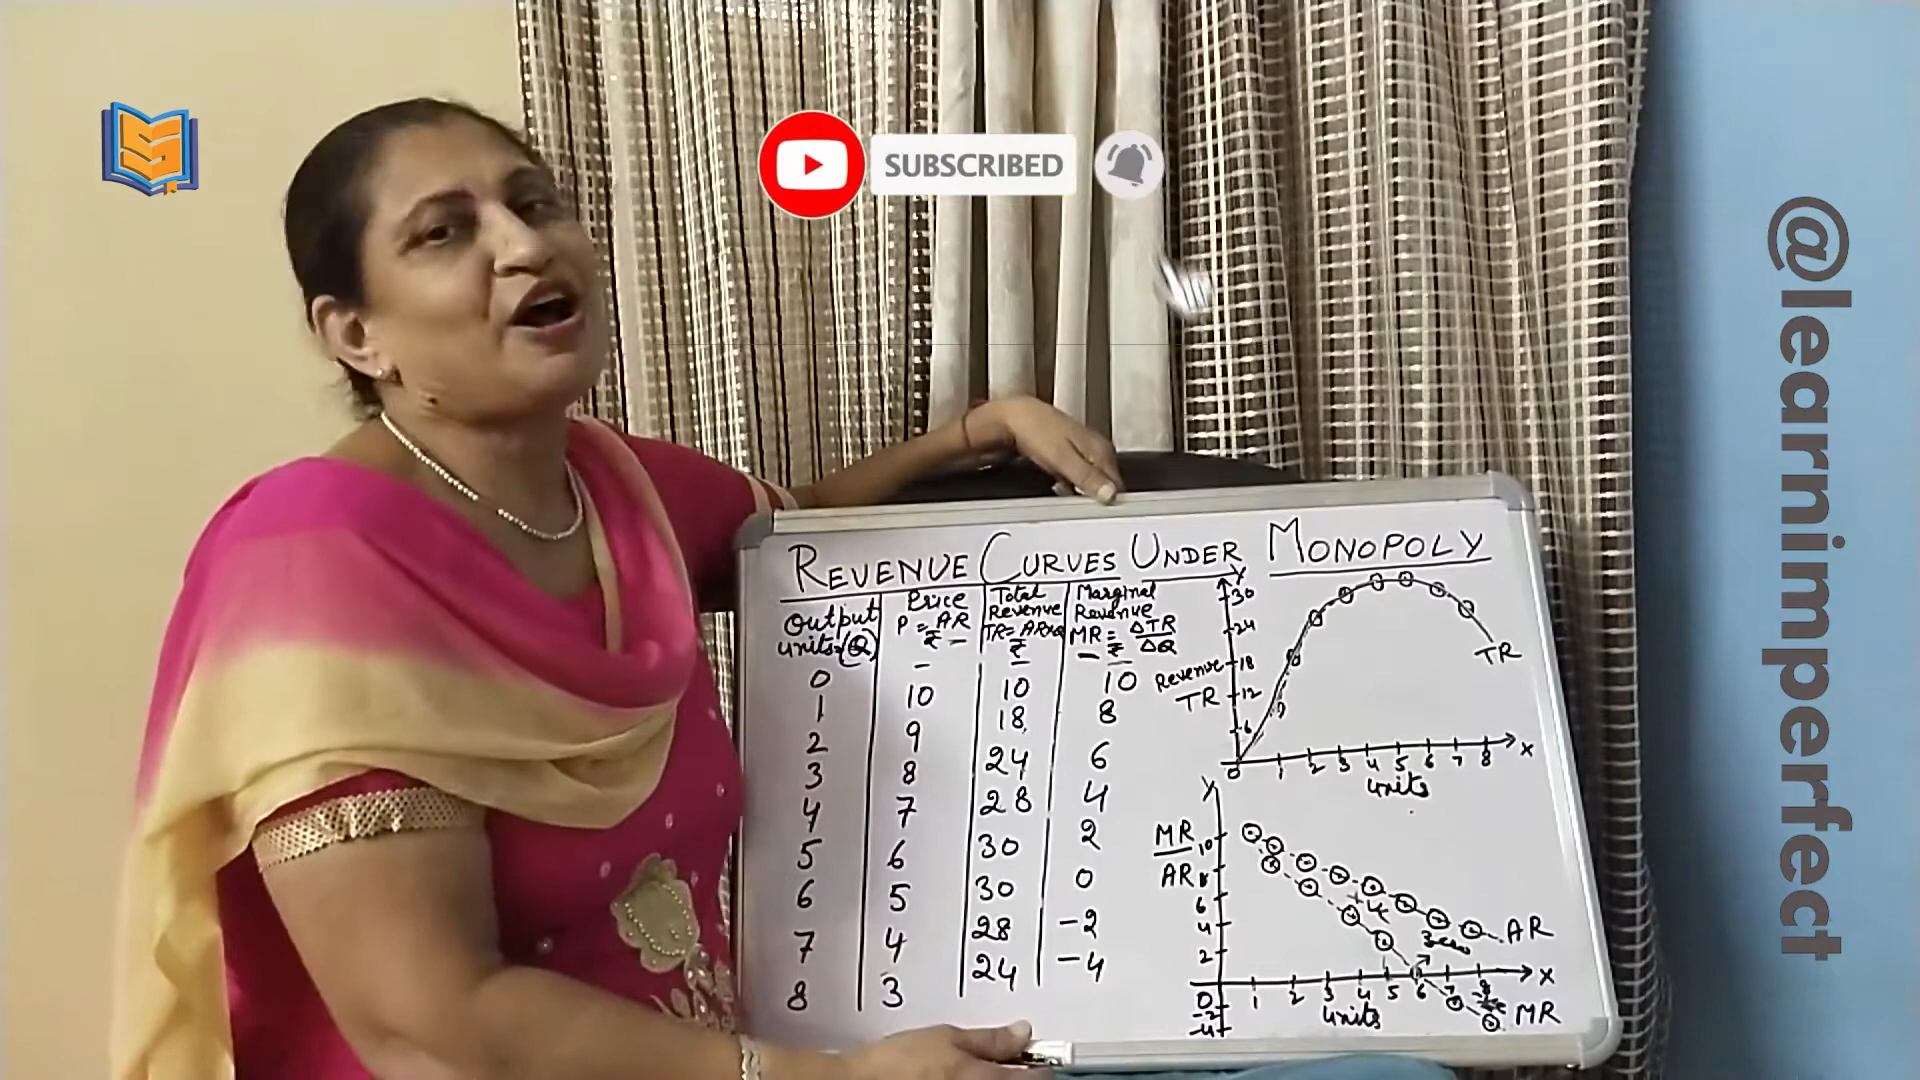 SUBSCRIBED
@learnimperfect
REVENUE CURVES UNDER MONOPOLY
Output units (Q)
Price P = AR ₹
Total Revenue TR = AR×Q ₹
Marginal Revenue MR = ΔTR/ΔQ ₹
0 – – –
1 10 10 10
2 9 18 8
3 8 24 6
4 7 28 4
5 6 30 2
6 5 30 0
7 4 28 -2
8 3 24 -4
Y
30
24
Revenue 18
TR 12
6
TR
0 1 2 3 4 5 6 7 8 X
units
Y
MR 10
AR 8
6
4
2
AR
zero
0 1 2 3 4 5 6 7 8 X
-2
-4
units
MR